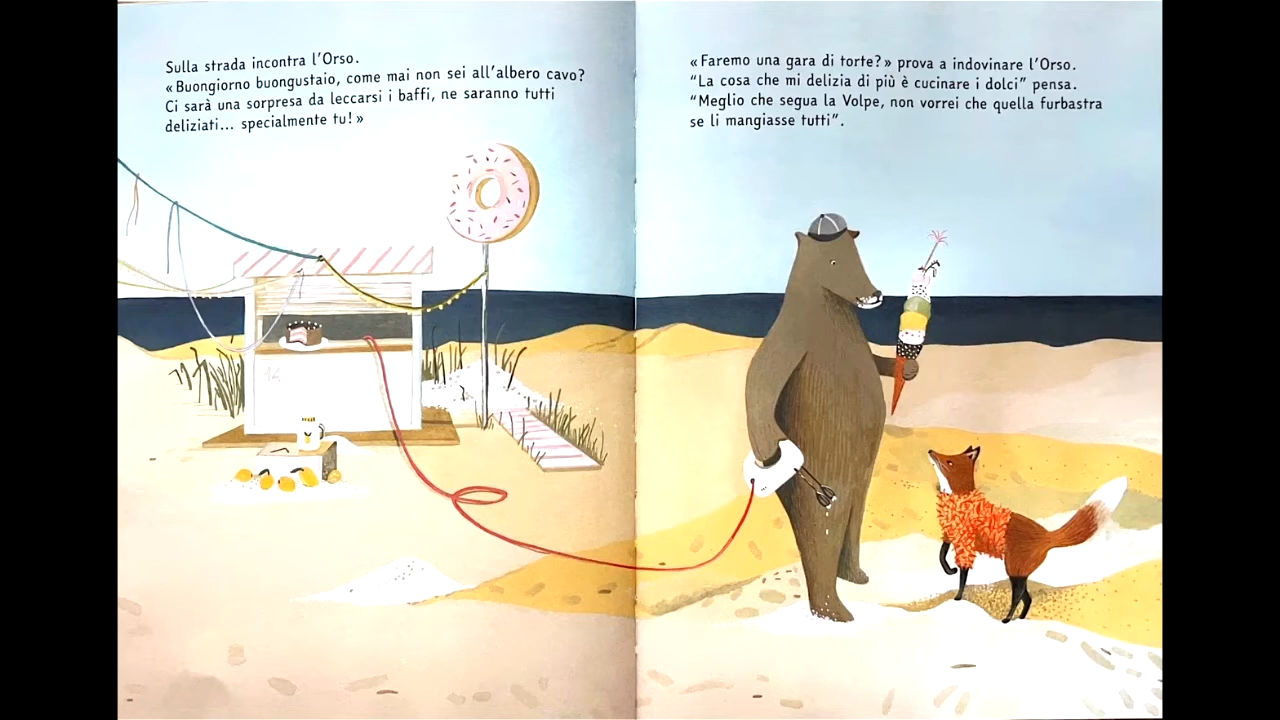 Sulla strada incontra l'Orso.
«Buongiorno buongustaio, come mai non sei all'albero cavo?
Ci sarà una sorpresa da leccarsi i baffi, ne saranno tutti
deliziati... specialmente tu!»
«Faremo una gara di torte?» prova a indovinare l'Orso.
“La cosa che mi delizia di più è cucinare i dolci” pensa.
“Meglio che segua la Volpe, non vorrei che quella furbastra
se li mangiasse tutti”.